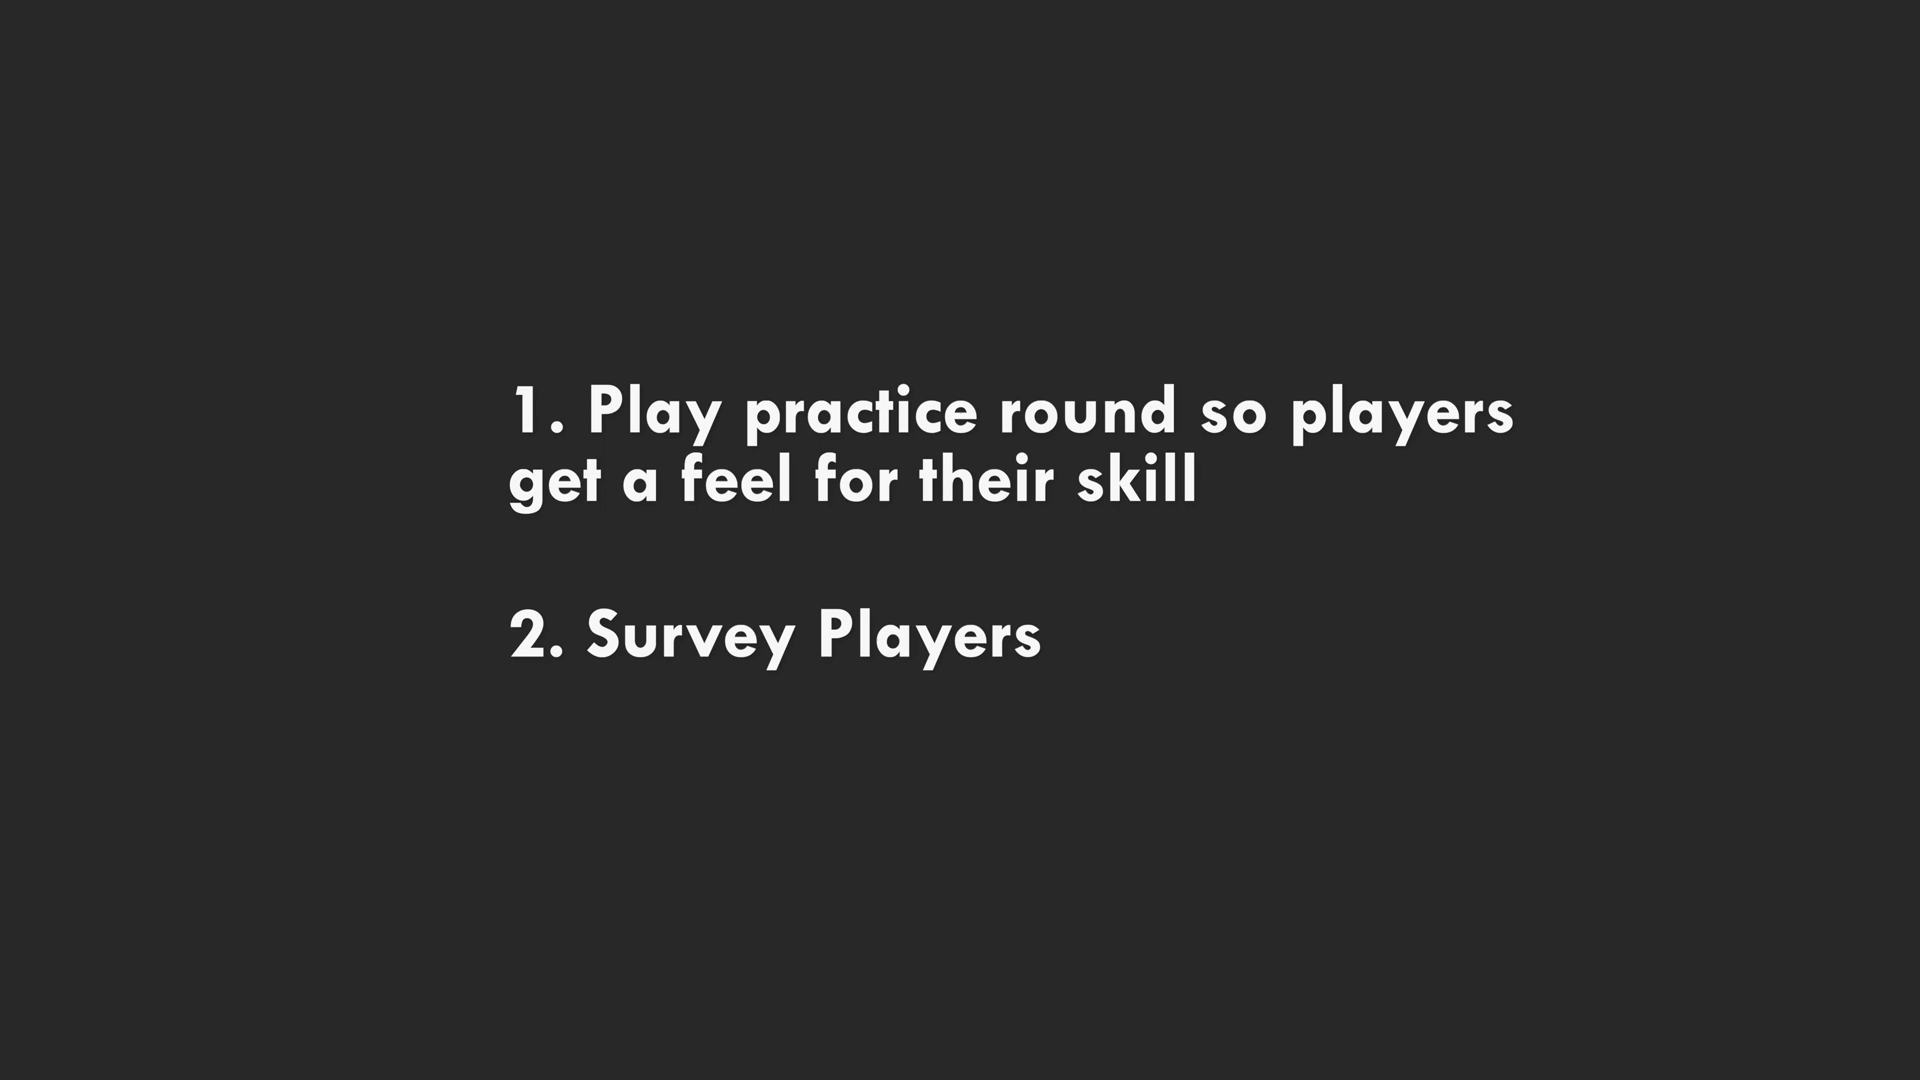 1. Play practice round so players
get a feel for their skill
2. Survey Players